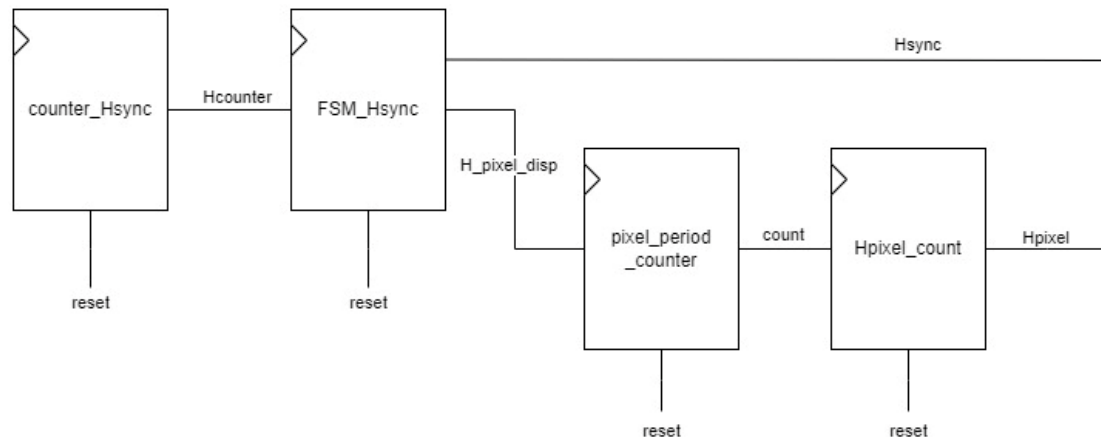 Hsync
counter_Hsync
Hcounter
FSM_Hsync
H_pixel_disp
pixel_period
_counter
count
Hpixel_count
Hpixel
reset
reset
reset
reset